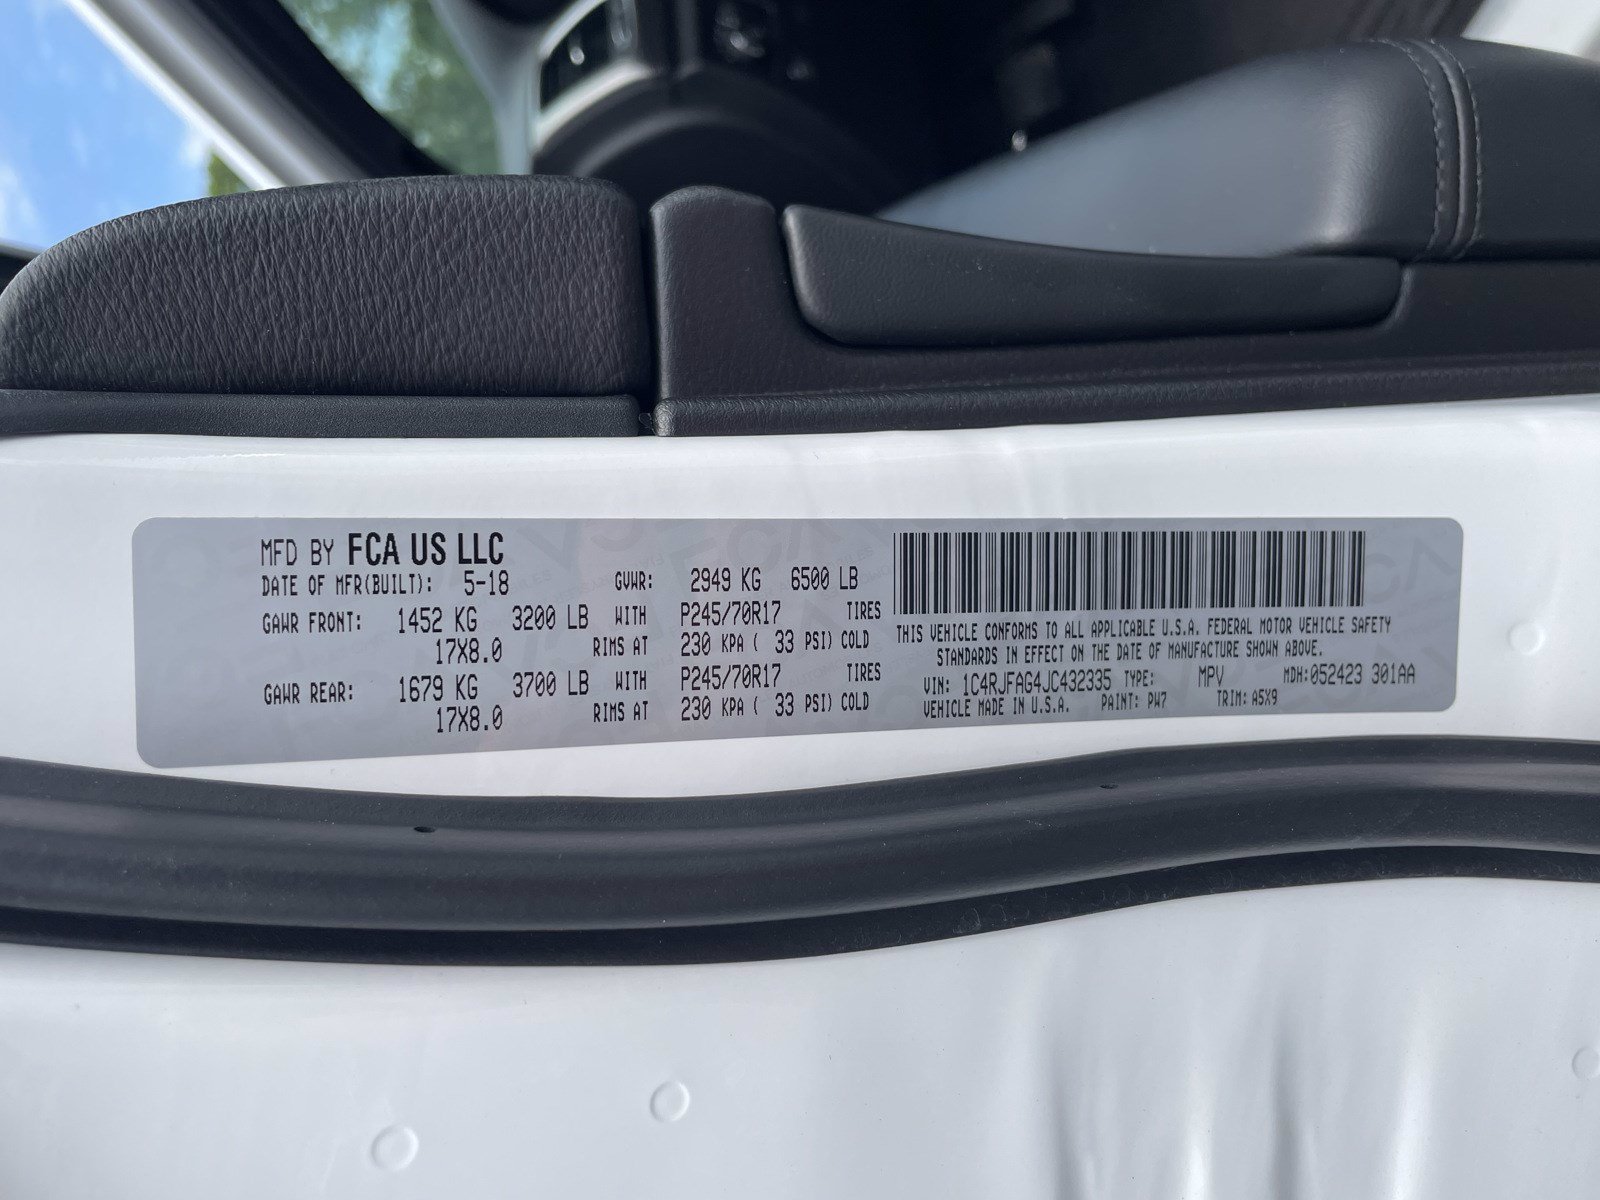 MFD BY FCA US LLC
DATE OF MFR(BUILT): 5-18 GVWR: 2949 KG 6500 LB
GAWR FRONT: 1452 KG 3200 LB WITH P245/70R17 TIRES
17X8.0 RIMS AT 230 KPA ( 33 PSI) COLD
GAWR REAR: 1679 KG 3700 LB WITH P245/70R17 TIRES
17X8.0 RIMS AT 230 KPA ( 33 PSI) COLD
THIS VEHICLE CONFORMS TO ALL APPLICABLE U.S.A. FEDERAL MOTOR VEHICLE SAFETY
STANDARDS IN EFFECT ON THE DATE OF MANUFACTURE SHOWN ABOVE.
VIN: 1C4RJFAG4JC432335 TYPE: MPV MDH:052423 301AA
VEHICLE MADE IN U.S.A. PAINT: PW7 TRIM: A5X9